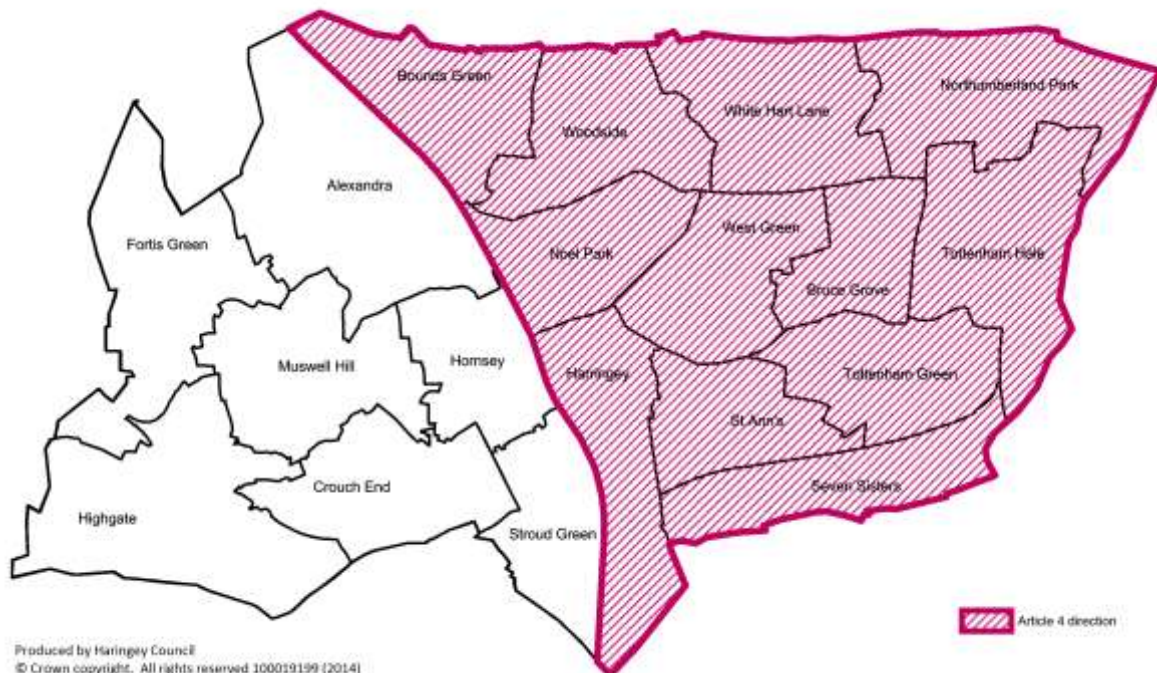 Bounds Green
Northumberland Park
White Hart Lane
Woodside
Alexandra
Fortis Green
Noel Park
West Green
Tottenham Hale
Bruce Grove
Muswell Hill
Hornsey
Harringey
Tottenham Green
St Ann's
Crouch End
Seven Sisters
Highgate
Stroud Green
Article 4 direction
Produced by Haringey Council
© Crown copyright. All rights reserved 100019199 (2014)